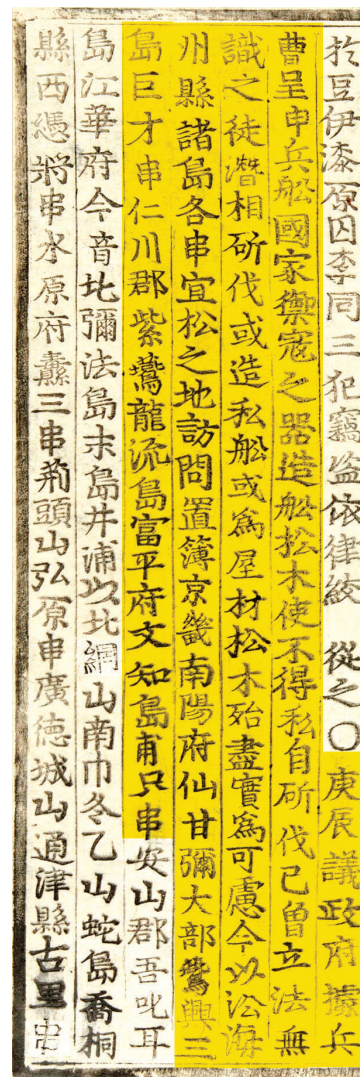 於豆伊漆原囚李同三犯竊盜依律絞 從之〇庚辰議政府據兵
曹呈申兵船國家禦寇之器造船松木使不得私自斫伐已曾立法無
識之徒潛相斫伐或造私船或爲屋材松木殆盡實爲可慮今以沿海
州縣諸島各串宜松之地訪問置簿京畿南陽府仙甘彌大部靈興三
島巨才串仁川郡紫鷰龍流島富平府文知島甫只串安山郡吾叱耳
島江華府今音北彌法島末島井浦以北網山南巾冬乙山蛇島喬桐
縣西憑將串水原府纛三串荊頭山弘原串廣德城山通津縣古里串